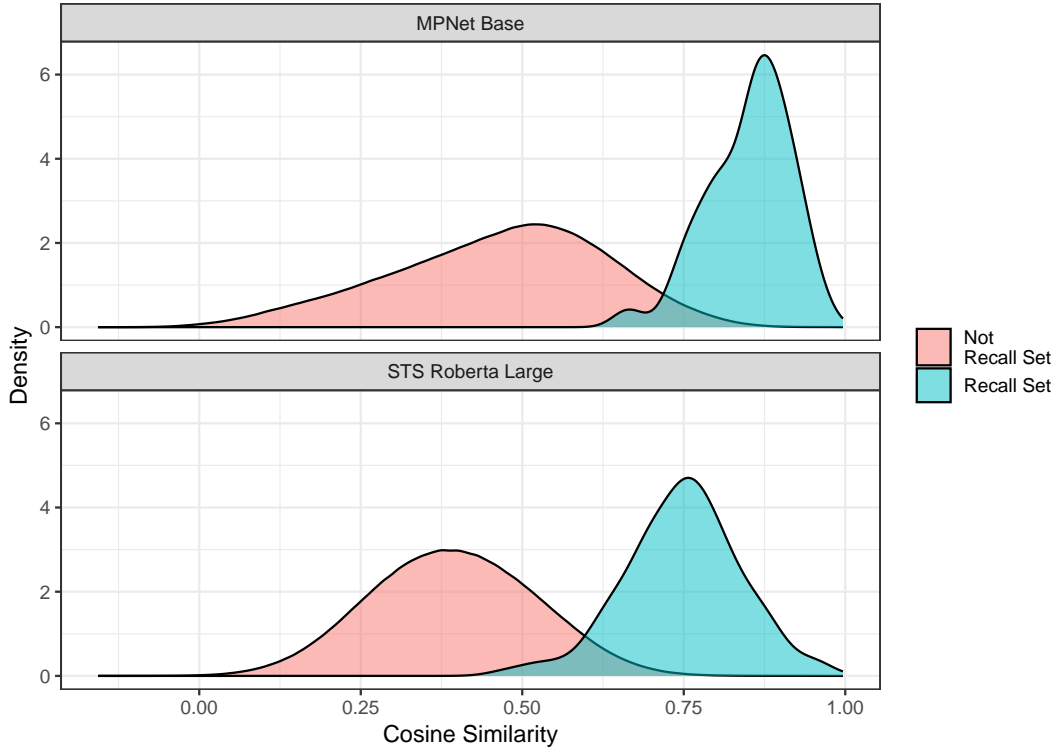 MPNet Base
6
4
2
0
STS Roberta Large
6
4
2
0
0.00 0.25 0.50 0.75 1.00
Cosine Similarity
Density
Not
Recall Set
Recall Set